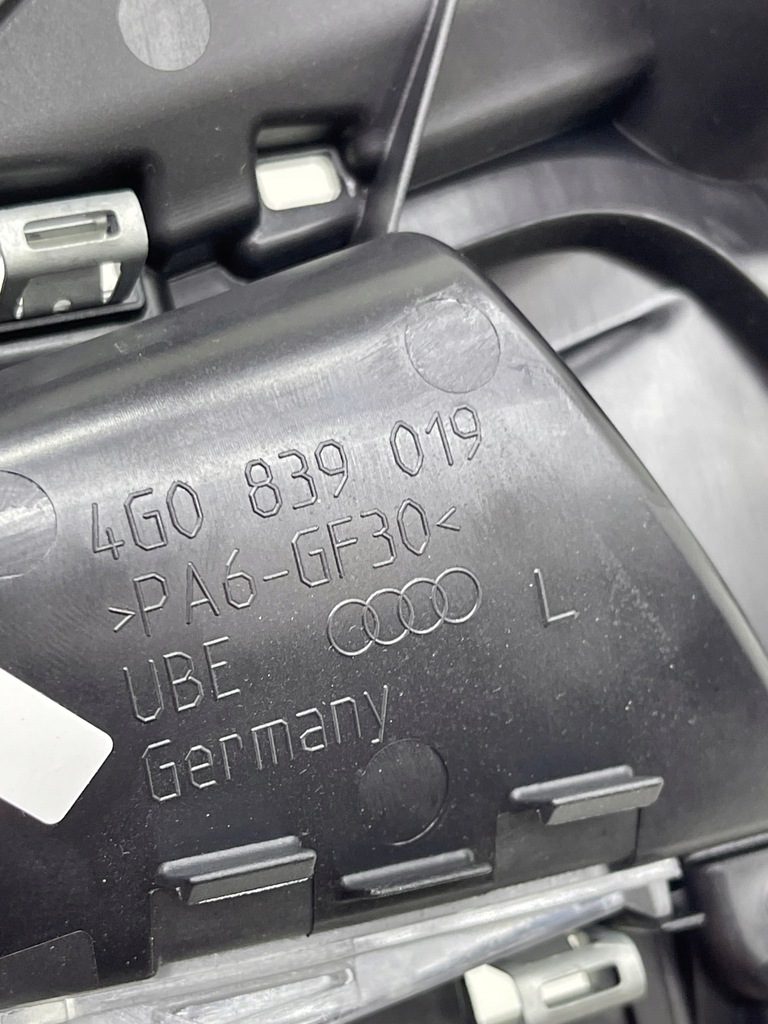 4G0 839 019
>PA6-GF30<
UBE L
Germany